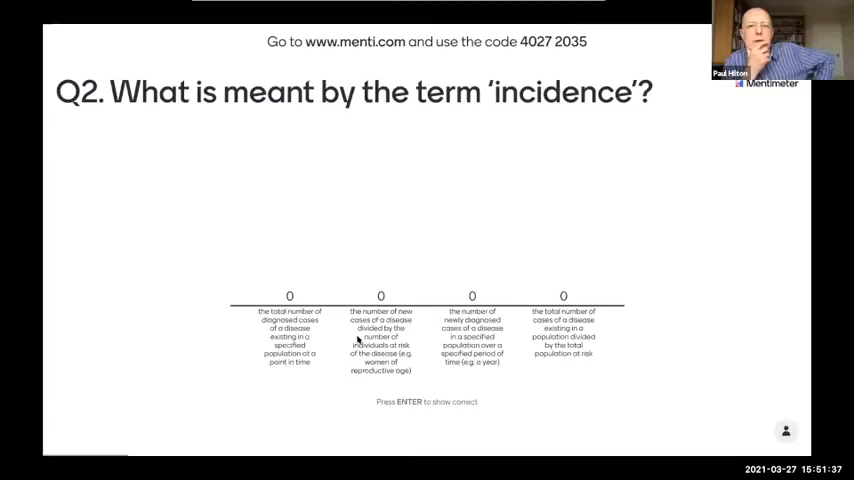 Go to www.menti.com and use the code 4027 2035
Paul Hilton
Mentimeter
Q2. What is meant by the term 'incidence'?
0
0
0
0
the total number of
diagnosed cases
of a disease
existing in a
specified
population at a
point in time
the number of new
cases of a disease
divided by the
number of
individuals at risk
of the disease (e.g.
women of
reproductive age)
the number of
newly diagnosed
cases of a disease
in a specified
population over a
specified period of
time (e.g. a year)
the total number of
cases of a disease
existing in a
population divided
by the total
population at risk
Press ENTER to show correct
2021-03-27 15:51:37